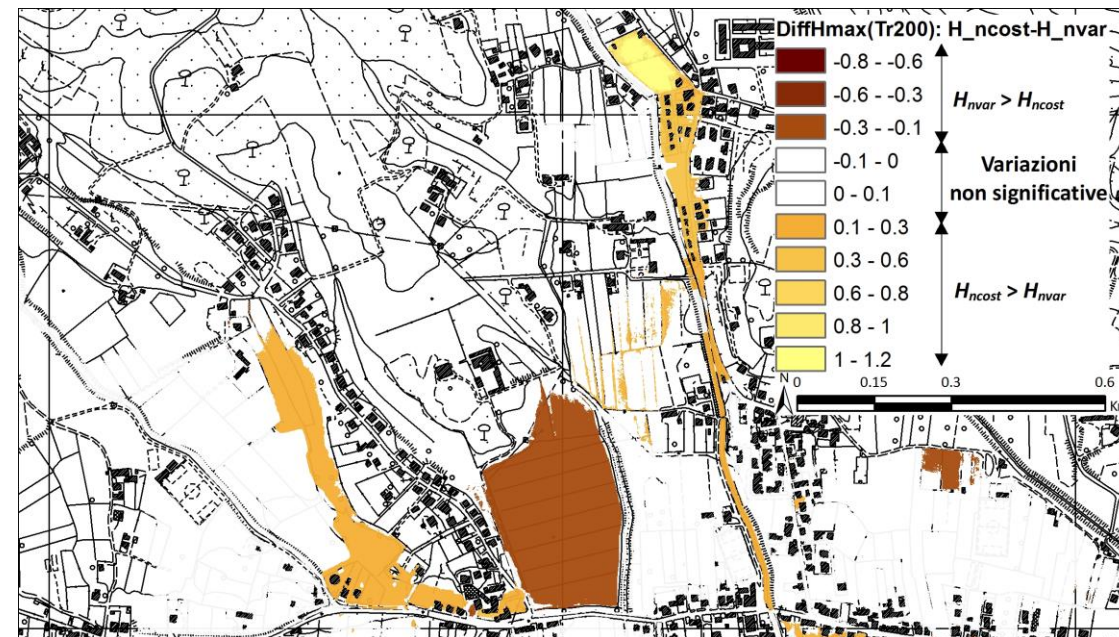 DiffHmax(Tr200): H_ncost-H_nvar
-0.8 - -0.6
-0.6 - -0.3
-0.3 - -0.1
-0.1 - 0
0 - 0.1
0.1 - 0.3
0.3 - 0.6
0.6 - 0.8
0.8 - 1
1 - 1.2
Hnvar > Hncost
Variazioni
non significative
Hncost > Hnvar
N
0 0.15 0.3 0.6